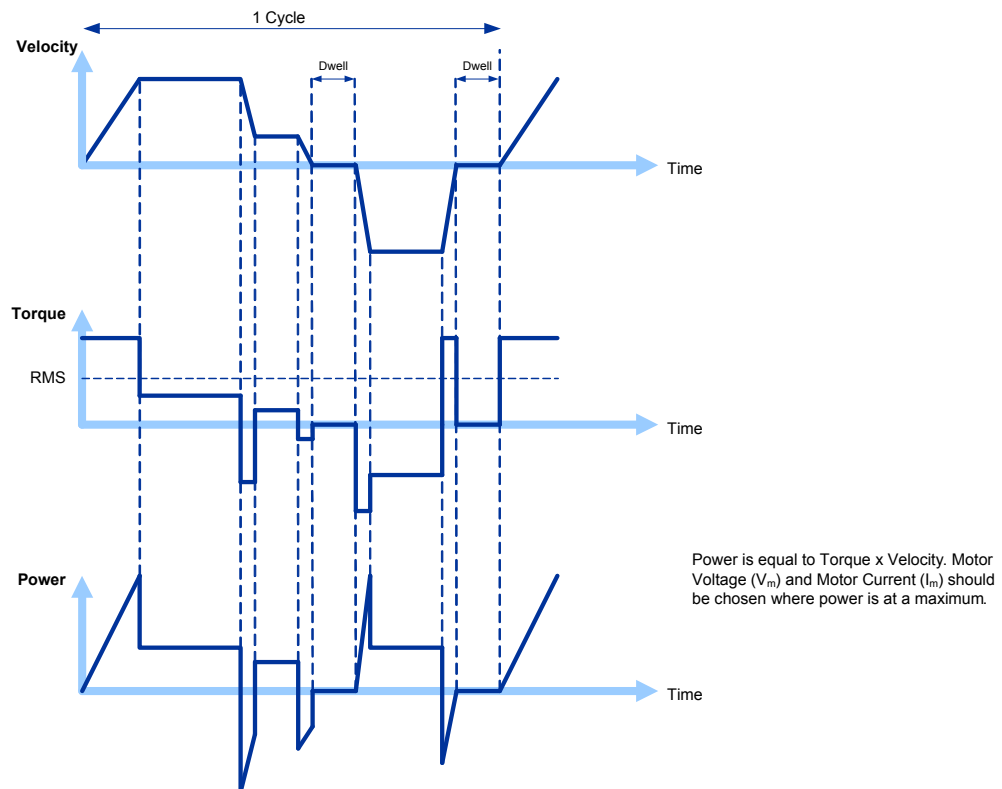 1 Cycle
Velocity
Dwell
Dwell
Time
Torque
RMS
Time
Power is equal to Torque x Velocity. Motor
Voltage (Vm) and Motor Current (Im) should
be chosen where power is at a maximum.
Power
Time